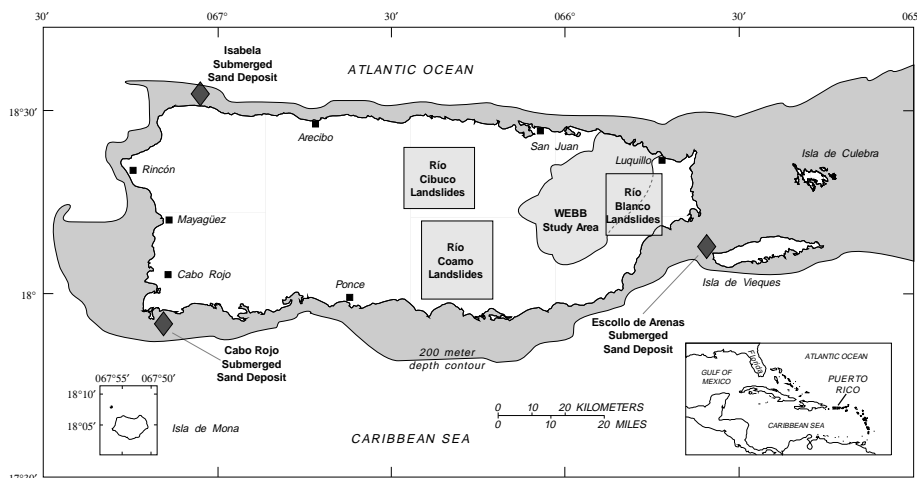 30′
067°
30′
066°
30′
065°
Isabela
Submerged
Sand Deposit
ATLANTIC OCEAN
18°30′
Arecibo
San Juan
Luquillo
Isla de Culebra
Rincón
Río
Cibuco
Landslides
Río
Blanco
Landslides
WEBB
Study Area
Mayagüez
Río
Coamo
Landslides
Cabo Rojo
Ponce
Isla de Vieques
18°
Escollo de Arenas
Submerged
Sand Deposit
Cabo Rojo
Submerged
Sand Deposit
200 meter
depth contour
067°55′ 067°50′
18°10′
18°05′
Isla de Mona
0 10 20 KILOMETERS
0 10 20 MILES
CARIBBEAN SEA
Florida
ATLANTIC OCEAN
GULF OF
MEXICO
PUERTO
RICO
CARIBBEAN SEA
17°30′